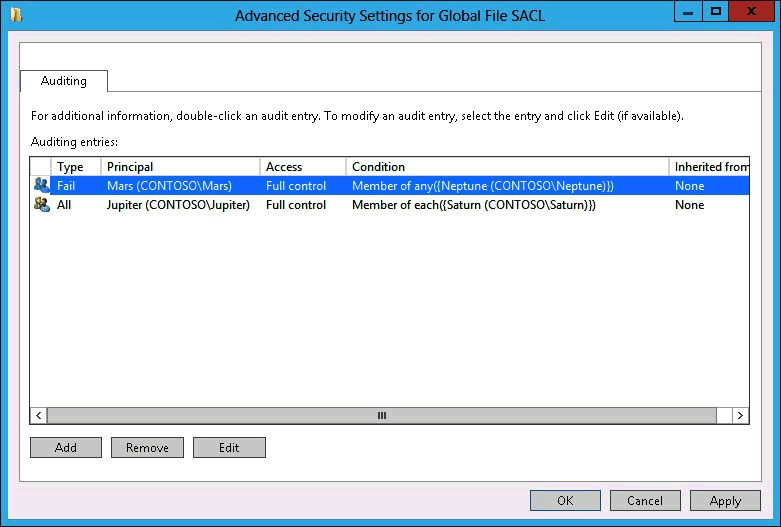 Advanced Security Settings for Global File SACL
Auditing
For additional information, double-click an audit entry. To modify an audit entry, select the entry and click Edit (if available).
Auditing entries:
Type Principal Access Condition Inherited from
Fail Mars (CONTOSO\Mars) Full control Member of any({Neptune (CONTOSO\Neptune)}) None
All Jupiter (CONTOSO\Jupiter) Full control Member of each({Saturn (CONTOSO\Saturn)}) None
Add Remove Edit
OK Cancel Apply